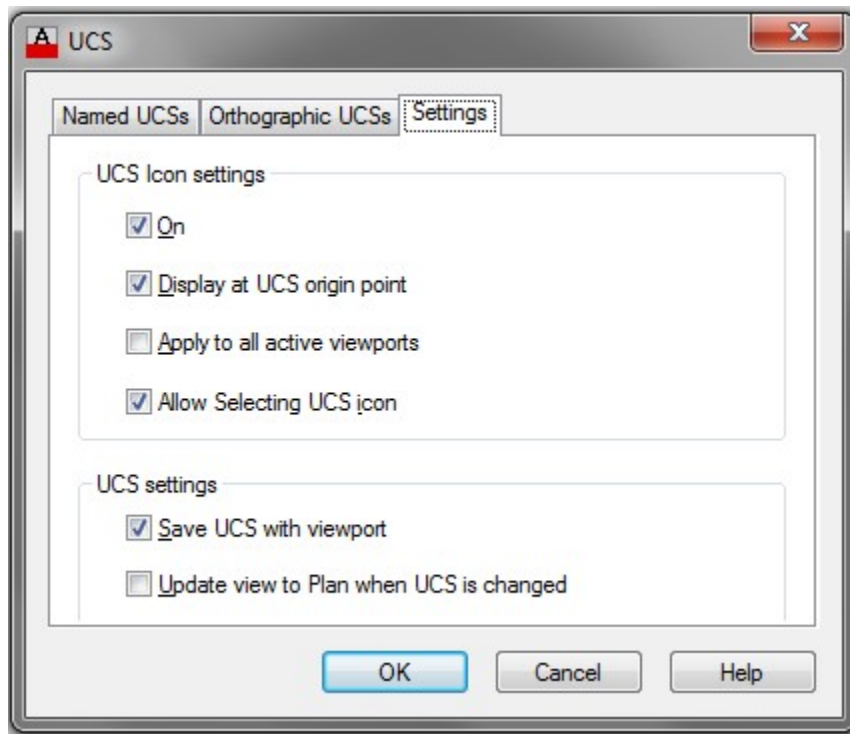 A UCS
Named UCSs Orthographic UCSs Settings
UCS Icon settings
On
Display at UCS origin point
Apply to all active viewports
Allow Selecting UCS icon
UCS settings
Save UCS with viewport
Update view to Plan when UCS is changed
OK Cancel Help